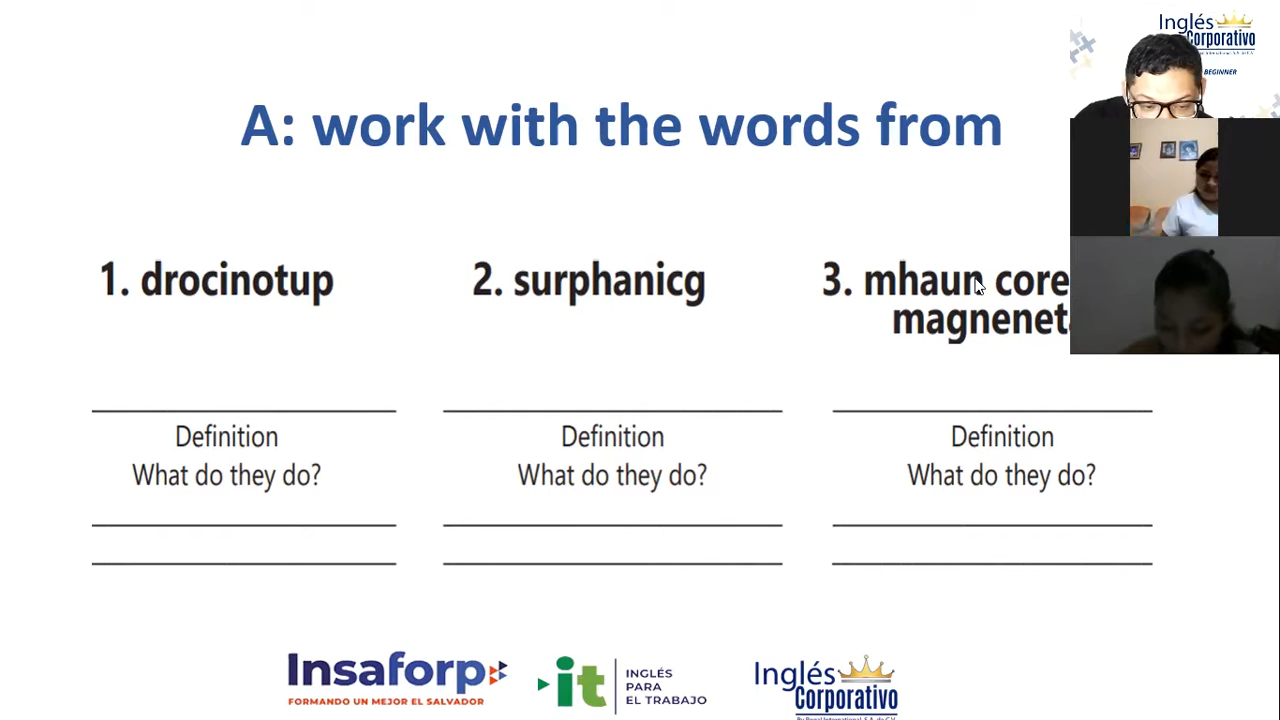 Inglés
Corporativo
BEGINNER
A: work with the words from
1. drocinotup
2. surphanicg
3. mhaun core
magnenet
Definition
What do they do?
Definition
What do they do?
Definition
What do they do?
Insaforp
FORMANDO UN MEJOR EL SALVADOR
it
INGLÉS
PARA
EL TRABAJO
Inglés
Corporativo